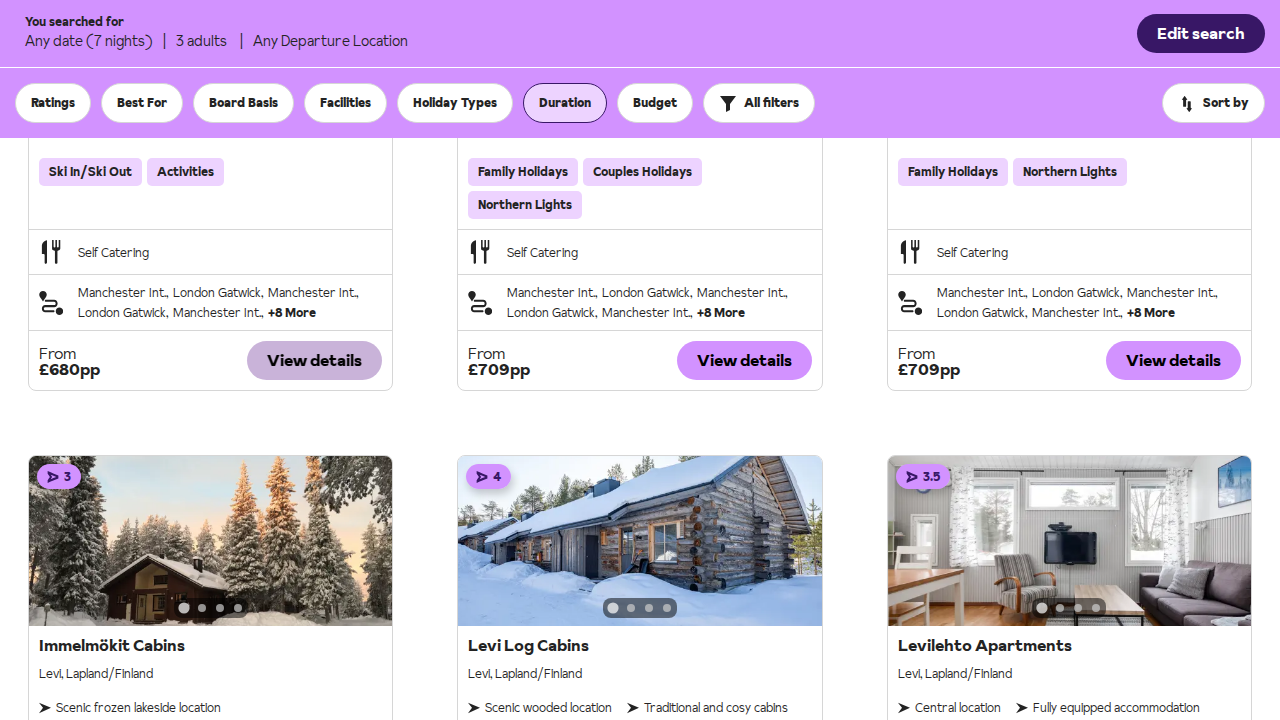 You searched for
Any date (7 nights) | 3 adults | Any Departure Location
Edit search
Ratings
Best For
Board Basis
Facilities
Holiday Types
Duration
Budget
All filters
Sort by
Ski In/Ski Out
Activities
Self Catering
Manchester Int., London Gatwick, Manchester Int.,
London Gatwick, Manchester Int., +8 More
From
£680pp
View details
Family Holidays
Couples Holidays
Northern Lights
Self Catering
Manchester Int., London Gatwick, Manchester Int.,
London Gatwick, Manchester Int., +8 More
From
£709pp
View details
Family Holidays
Northern Lights
Self Catering
Manchester Int., London Gatwick, Manchester Int.,
London Gatwick, Manchester Int., +8 More
From
£709pp
View details
3
Immelmökit Cabins
Levi, Lapland/Finland
Scenic frozen lakeside location
4
Levi Log Cabins
Levi, Lapland/Finland
Scenic wooded location
Traditional and cosy cabins
3.5
Levilehto Apartments
Levi, Lapland/Finland
Central location
Fully equipped accommodation